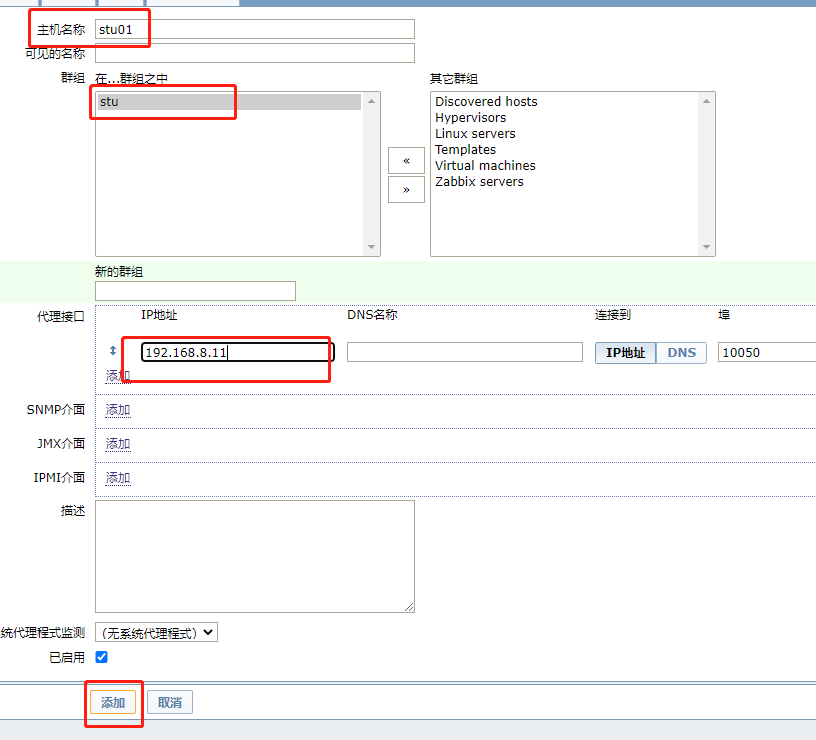 主机名称 stu01
可见的名称
群组 在...群组之中 其它群组
stu
Discovered hosts
Hypervisors
Linux servers
Templates
Virtual machines
Zabbix servers
«
»
新的群组
代理接口 IP地址 DNS名称 连接到 埠
192.168.8.11 IP地址 DNS 10050
添加
SNMP介面 添加
JMX介面 添加
IPMI介面 添加
描述
统代理程式监测 (无系统代理程式)
已启用
添加 取消